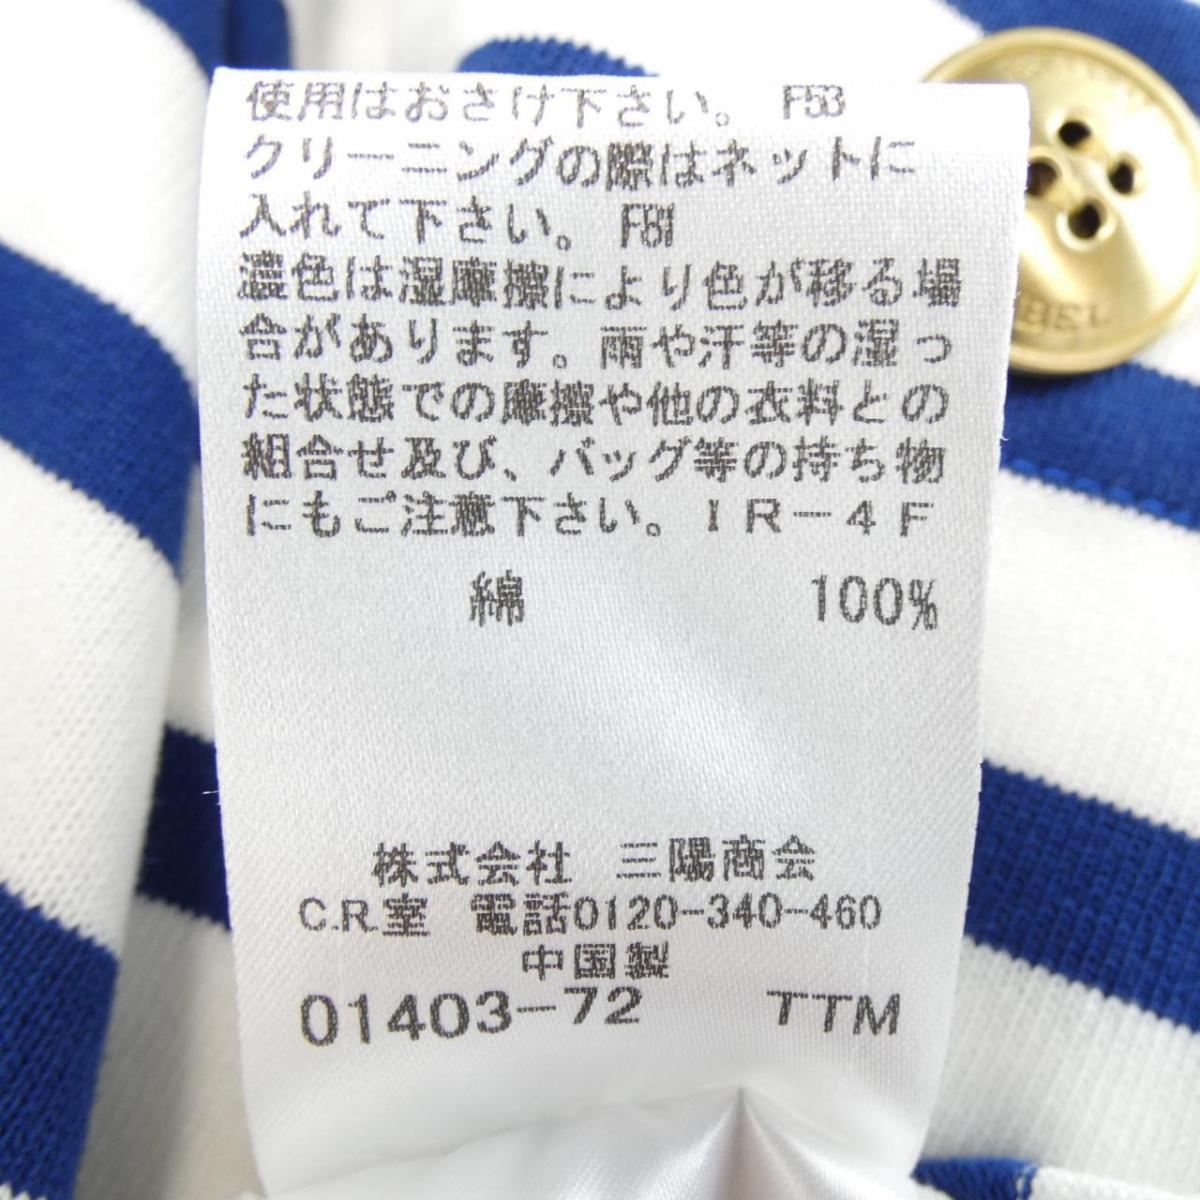 使用はおさけ下さい。 F53
クリーニングの際はネットに
入れて下さい。 F81
濃色は湿摩擦により色が移る場
合があります。雨や汗等の湿っ
た状態での摩擦や他の衣料との
組合せ及び、バッグ等の持ち物
にもご注意下さい。IR-4F
綿 100%
株式会社 三陽商会
C.R.室 電話0120-340-460
中国製
01403-72 TTM